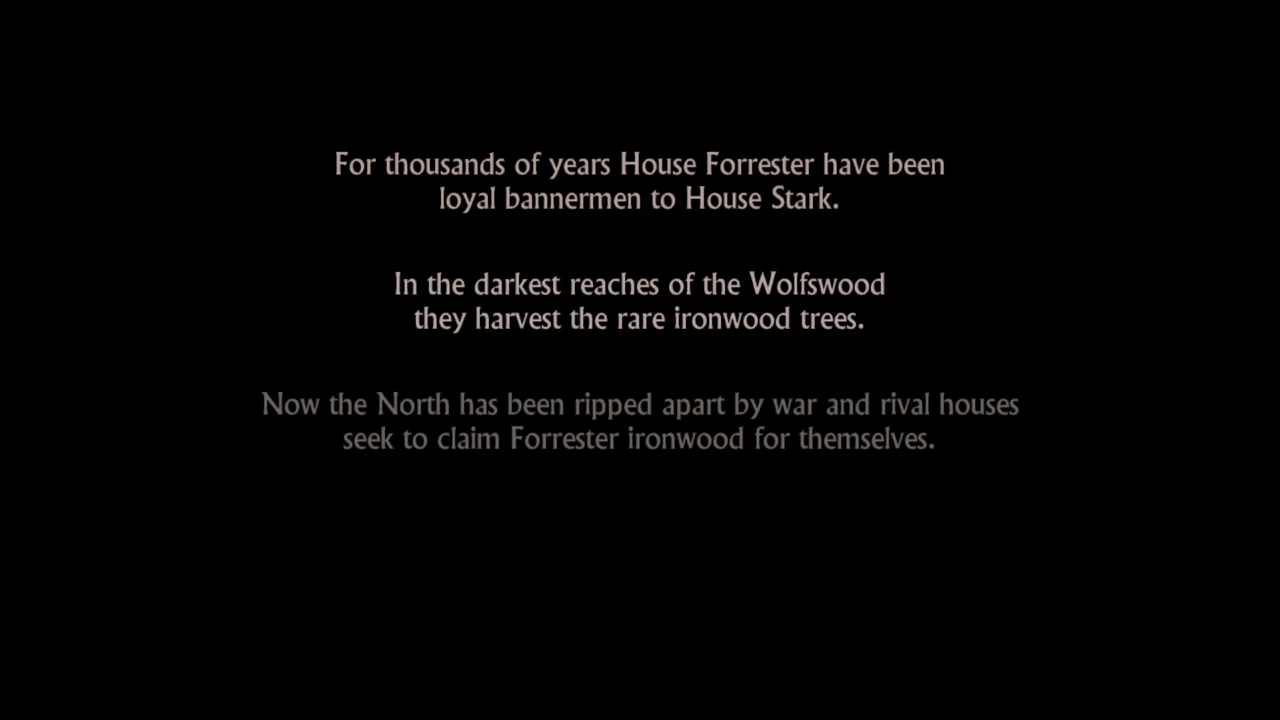 For thousands of years House Forrester have been
loyal bannermen to House Stark.
In the darkest reaches of the Wolfswood
they harvest the rare ironwood trees.
Now the North has been ripped apart by war and rival houses
seek to claim Forrester ironwood for themselves.